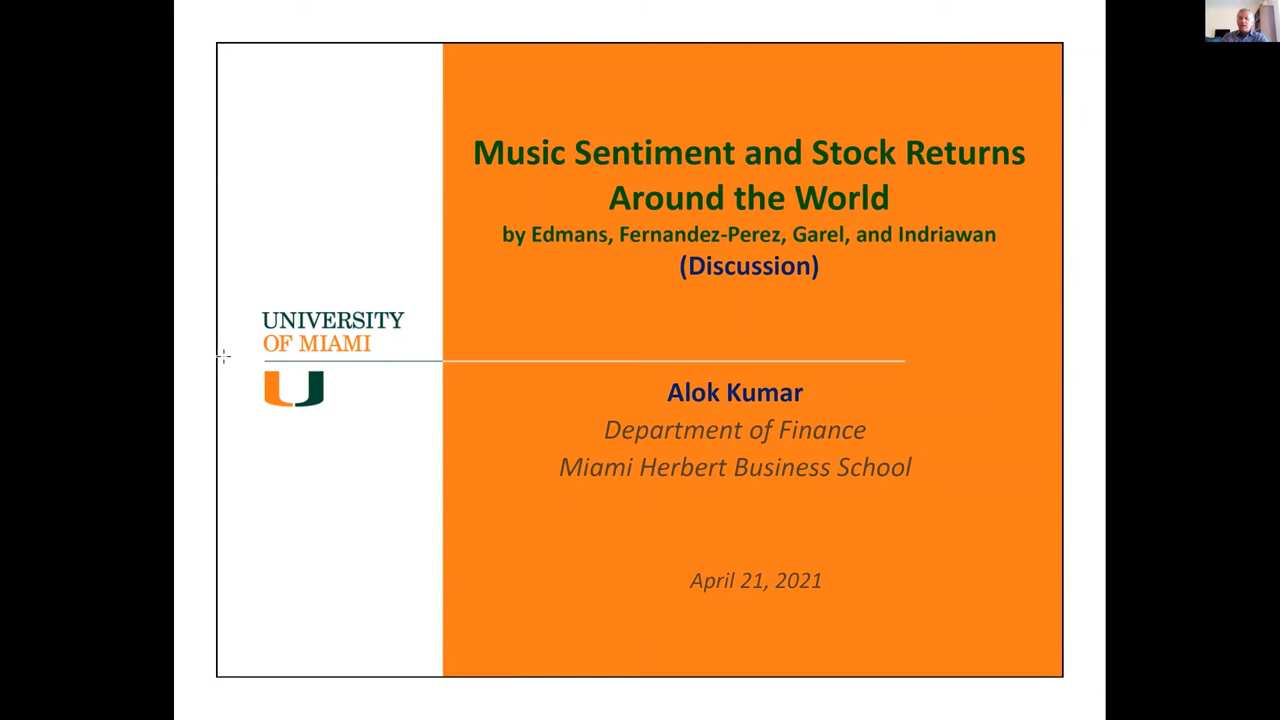 Music Sentiment and Stock Returns
Around the World
by Edmans, Fernandez-Perez, Garel, and Indriawan
(Discussion)
UNIVERSITY
OF MIAMI
Alok Kumar
Department of Finance
Miami Herbert Business School
April 21, 2021